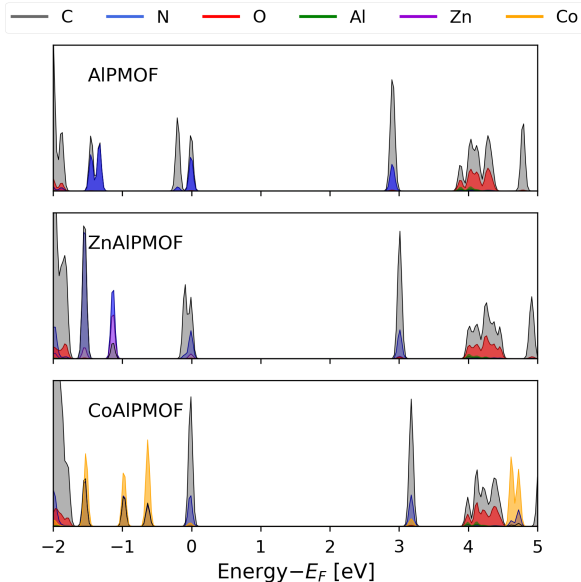 C N O Al Zn Co
AlPMOF
ZnAlPMOF
CoAlPMOF
−2 −1 0 1 2 3 4 5
Energy−E_F [eV]